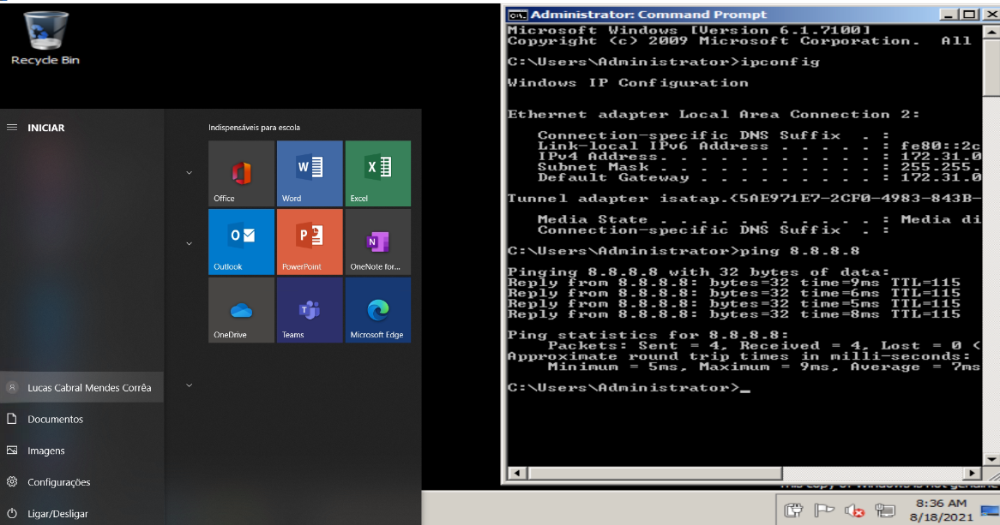 Recycle Bin
INICIAR
Indispensáveis para escola
Office
Word
Excel
Outlook
PowerPoint
OneNote for...
OneDrive
Teams
Microsoft Edge
Lucas Cabral Mendes Corrêa
Documentos
Imagens
Configurações
Ligar/Desligar
Administrator: Command Prompt
Microsoft Windows [Version 6.1.7100]
Copyright (c) 2009 Microsoft Corporation.  All
C:\Users\Administrator>ipconfig
Windows IP Configuration
Ethernet adapter Local Area Connection 2:
Connection-specific DNS Suffix  . :
Link-local IPv6 Address . . . . . : fe80::2c
IPv4 Address. . . . . . . . . . . : 172.31.0
Subnet Mask . . . . . . . . . . . : 255.255.
Default Gateway . . . . . . . . . : 172.31.0
Tunnel adapter isatap.{5AE971E7-2CF0-4983-843B-
Media State . . . . . . . . . . . : Media di
Connection-specific DNS Suffix  . :
C:\Users\Administrator>ping 8.8.8.8
Pinging 8.8.8.8 with 32 bytes of data:
Reply from 8.8.8.8: bytes=32 time=9ms TTL=115
Reply from 8.8.8.8: bytes=32 time=6ms TTL=115
Reply from 8.8.8.8: bytes=32 time=5ms TTL=115
Reply from 8.8.8.8: bytes=32 time=8ms TTL=115
Ping statistics for 8.8.8.8:
Packets: Sent = 4, Received = 4, Lost = 0 (
Approximate round trip times in milli-seconds:
Minimum = 5ms, Maximum = 9ms, Average = 7ms
C:\Users\Administrator>_
This copy of Windows is not genuine
8:36 AM
8/18/2021